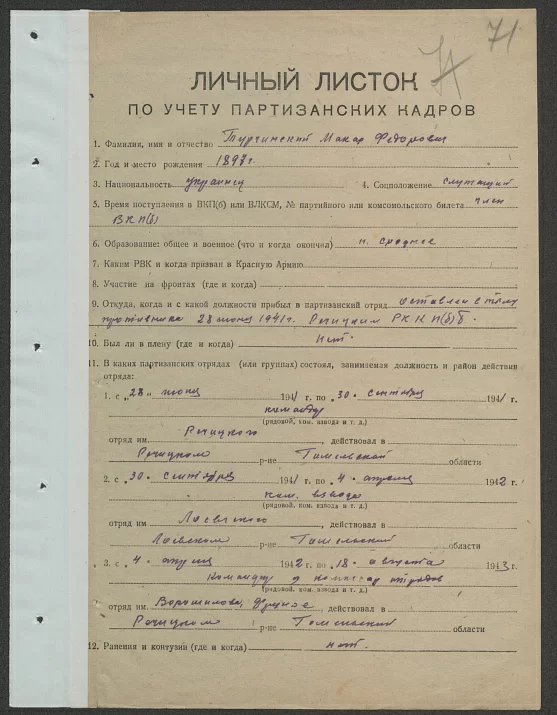 71
ЛИЧНЫЙ ЛИСТОК
ПО УЧЕТУ ПАРТИЗАНСКИХ КАДРОВ
1. Фамилия, имя и отчество Турчинский Макар Федорович
2. Год и место рождения 1897 г.
3. Национальность украинец 4. Соцположение служащий
5. Время поступления в ВКП(б) или ВЛКСМ, № партийного или комсомольского билета член
ВКП(б)
6. Образование: общее и военное (что и когда окончил) н. среднее
7. Каким РВК и когда призван в Красную Армию
8. Участие на фронтах (где и когда)
9. Откуда, когда и с какой должности прибыл в партизанский отряд оставлен в тылу
противника 28 июня 1941 г. Речицким РК КП(б)Б.
10. Был ли в плену (где и когда) нет.
11. В каких партизанских отрядах (или группах) состоял, занимаемая должность и район действия
отряда:
1. с „28„ июня 1941 г. по „30„ сентября 1941 г.
командир
(рядовой, ком. взвода и т. д.)
отряд им. Речицкого, действовал в
Речицком р-не Гомельской области
2. с „30„ сентября 1941 г. по „4„ апреля 1942 г.
ком. взвода
(рядовой, ком. взвода и т. д.)
отряд им. Лоевского, действовал в
Лоевском р-не Гомельской области
3. с „4„ апреля 1942 г. по „18„ августа 1943 г.
командир и комиссар отрядов
(рядовой, ком. взвода и т. д.)
отряд им. Ворошилова, Фрунзе, действовал в
Речицком р-не Гомельской области
12. Ранения и контузии (где и когда) нет.